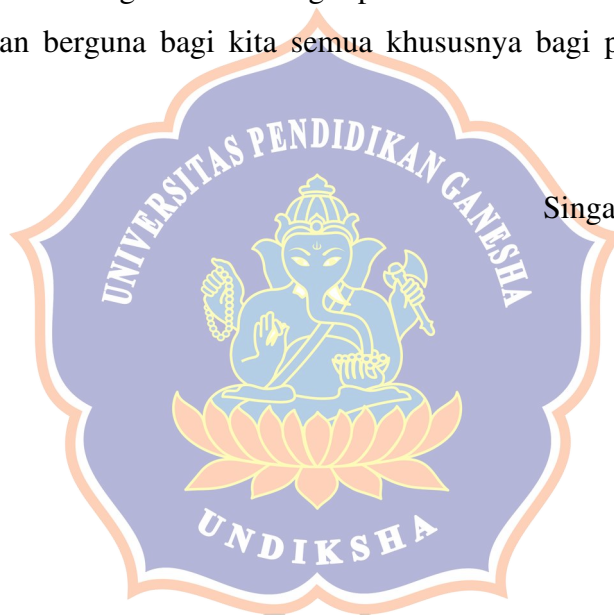 an berguna bagi kita semua khususnya bagi p
UNIVERSITAS PENDIDIKAN GANESHA
Singa
UNDIKSHA